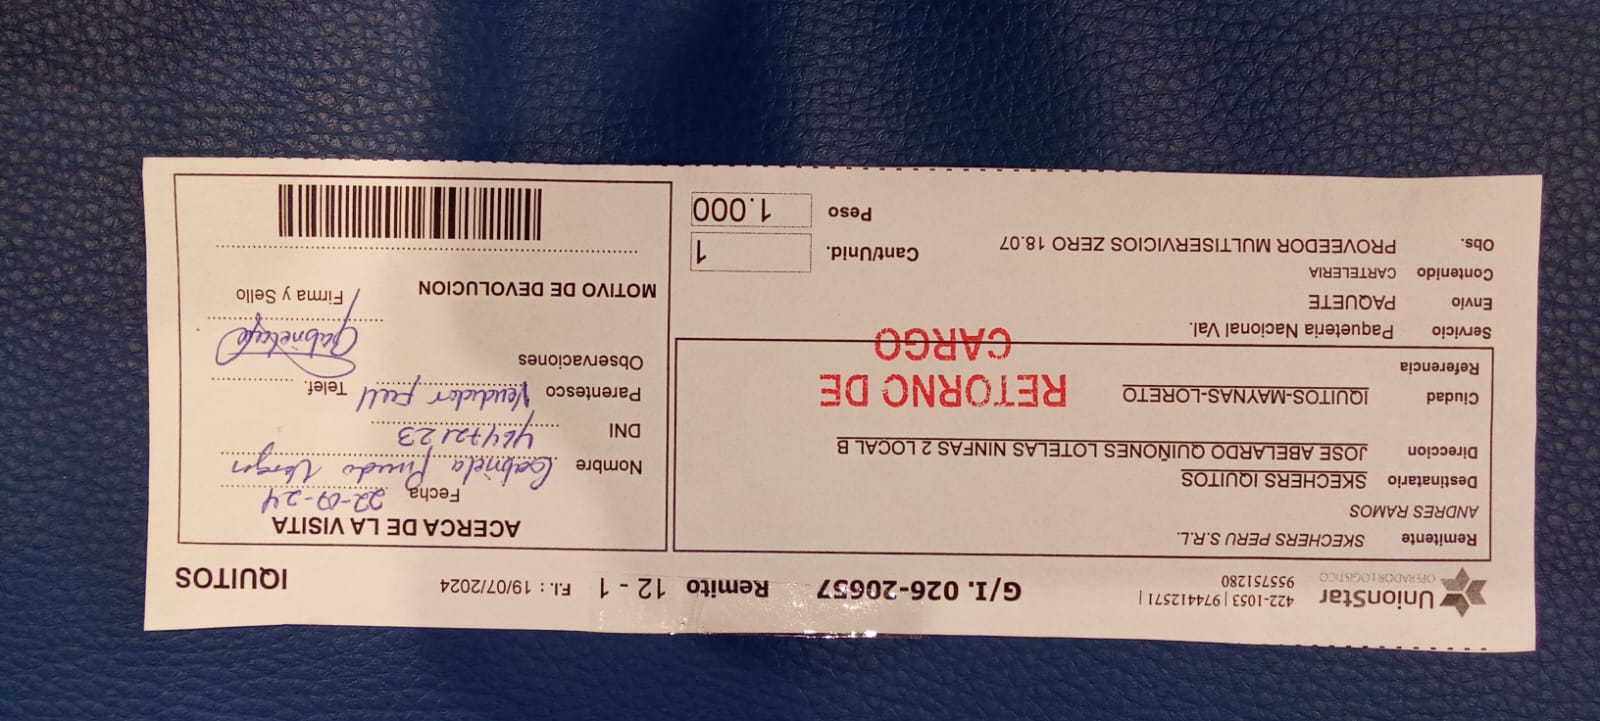 UnionStar
OPERADOR LOGISTICO
422-1053 | 974412571 |
955751280
G/I. 026-20657 Remito 12 - 1 F.I. : 19/07/2024 IQUITOS
Remitente SKECHERS PERU S.R.L.
ANDRES RAMOS
Destinatario SKECHERS IQUITOS
Direccion JOSE ABELARDO QUIÑONES LOTELAS NINFAS 2 LOCAL B
Ciudad IQUITOS-MAYNAS-LORETO
Referencia
RETORNO DE
CARGO
Servicio Paqueteria Nacional Val.
Envio PAQUETE
Contenido CARTELERIA
Obs. PROVEEDOR MULTISERVICIOS ZERO 18.07
Cant/Unid. 1
Peso 1.000
ACERCA DE LA VISITA
Fecha 22-07-24
Nombre Gabriela Pinedo
DNI 46472123
Parentesco Vendedor Full Telef.
Observaciones
Firma y Sello
MOTIVO DE DEVOLUCION